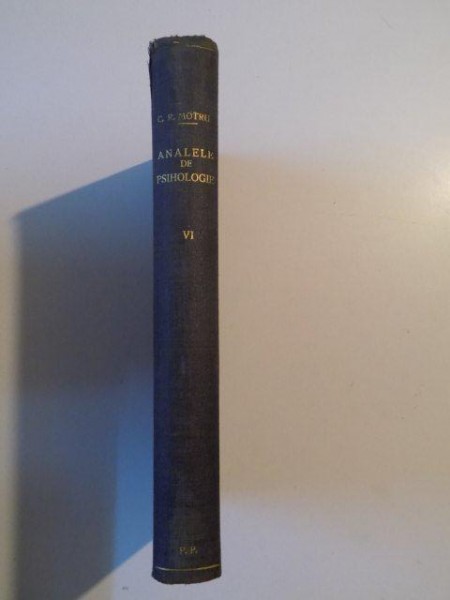 C. R. MOTRU
ANALELE
DE
PSIHOLOGIE
VI
P. P.